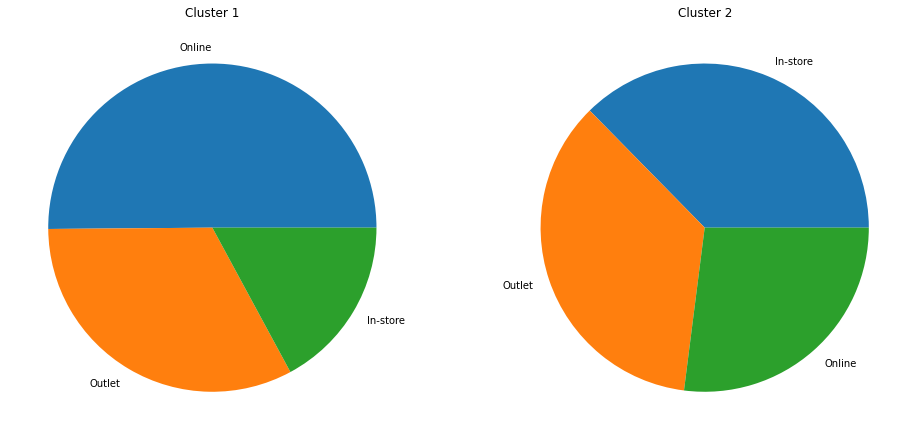 Cluster 1
Online
Outlet
In-store
Cluster 2
In-store
Outlet
Online